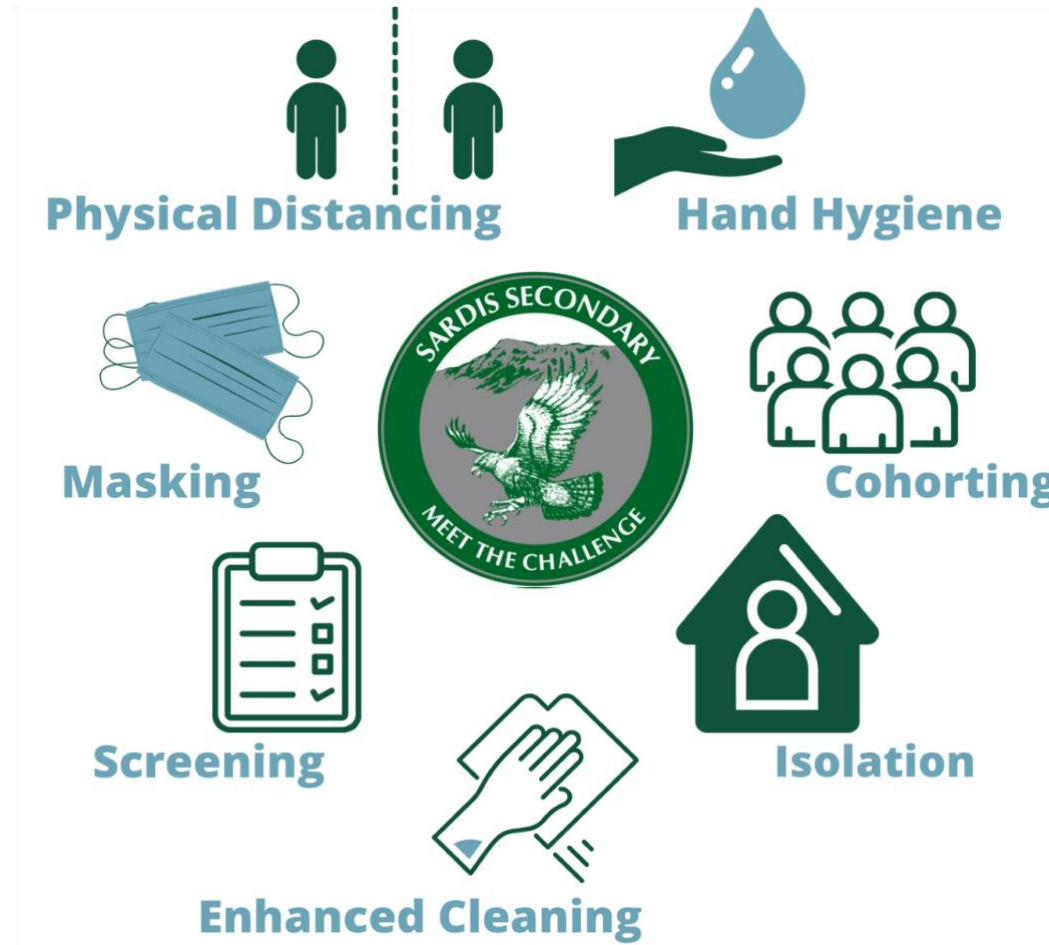 Physical Distancing
Hand Hygiene
SARDIS SECONDARY
MEET THE CHALLENGE
Masking
Cohorting
Screening
Isolation
Enhanced Cleaning